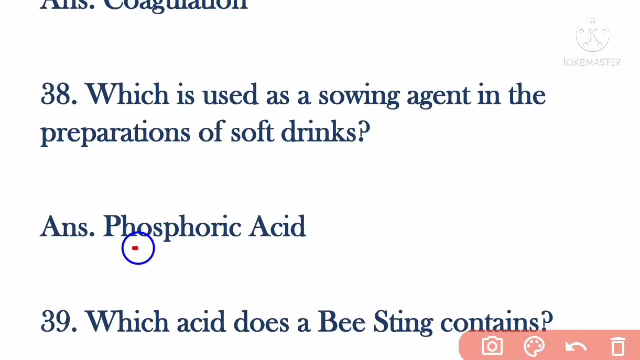 Ans. Coagulation
KINEMASTER
38. Which is used as a sowing agent in the
preparations of soft drinks?
Ans. Phosphoric Acid
39. Which acid does a Bee Sting contains?